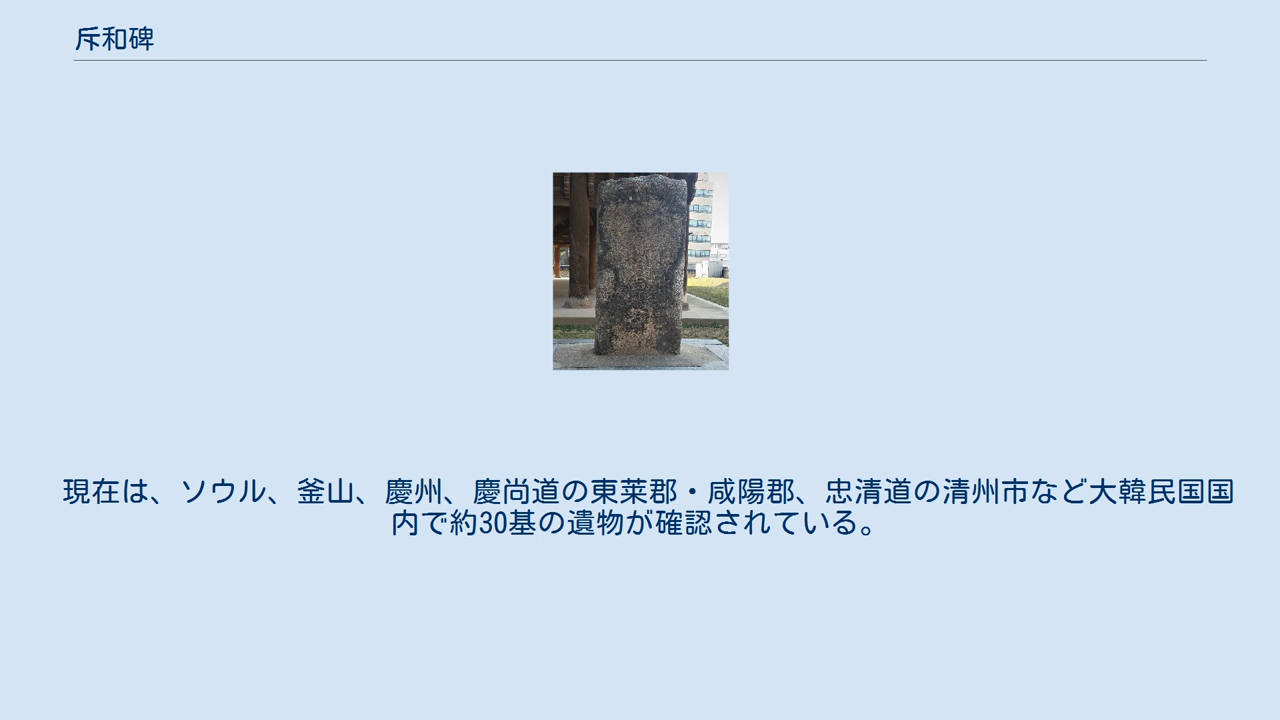 斥和碑
現在は、ソウル、釜山、慶州、慶尚道の東莱郡・咸陽郡、忠清道の清州市など大韓民国国
内で約30基の遺物が確認されている。